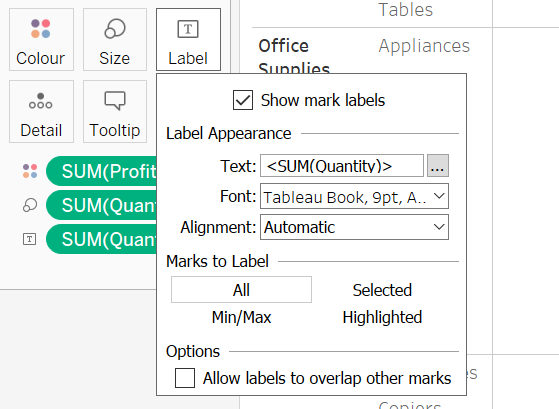 Tables
Office
Supplies
Appliances
Colour
Size
Label
Detail
Tooltip
SUM(Profit
SUM(Quan
SUM(Quan
Show mark labels
Label Appearance
Text: <SUM(Quantity)> ...
Font: Tableau Book, 9pt, A..
Alignment: Automatic
Marks to Label
All
Selected
Min/Max
Highlighted
Options
Allow labels to overlap other marks
Copiers